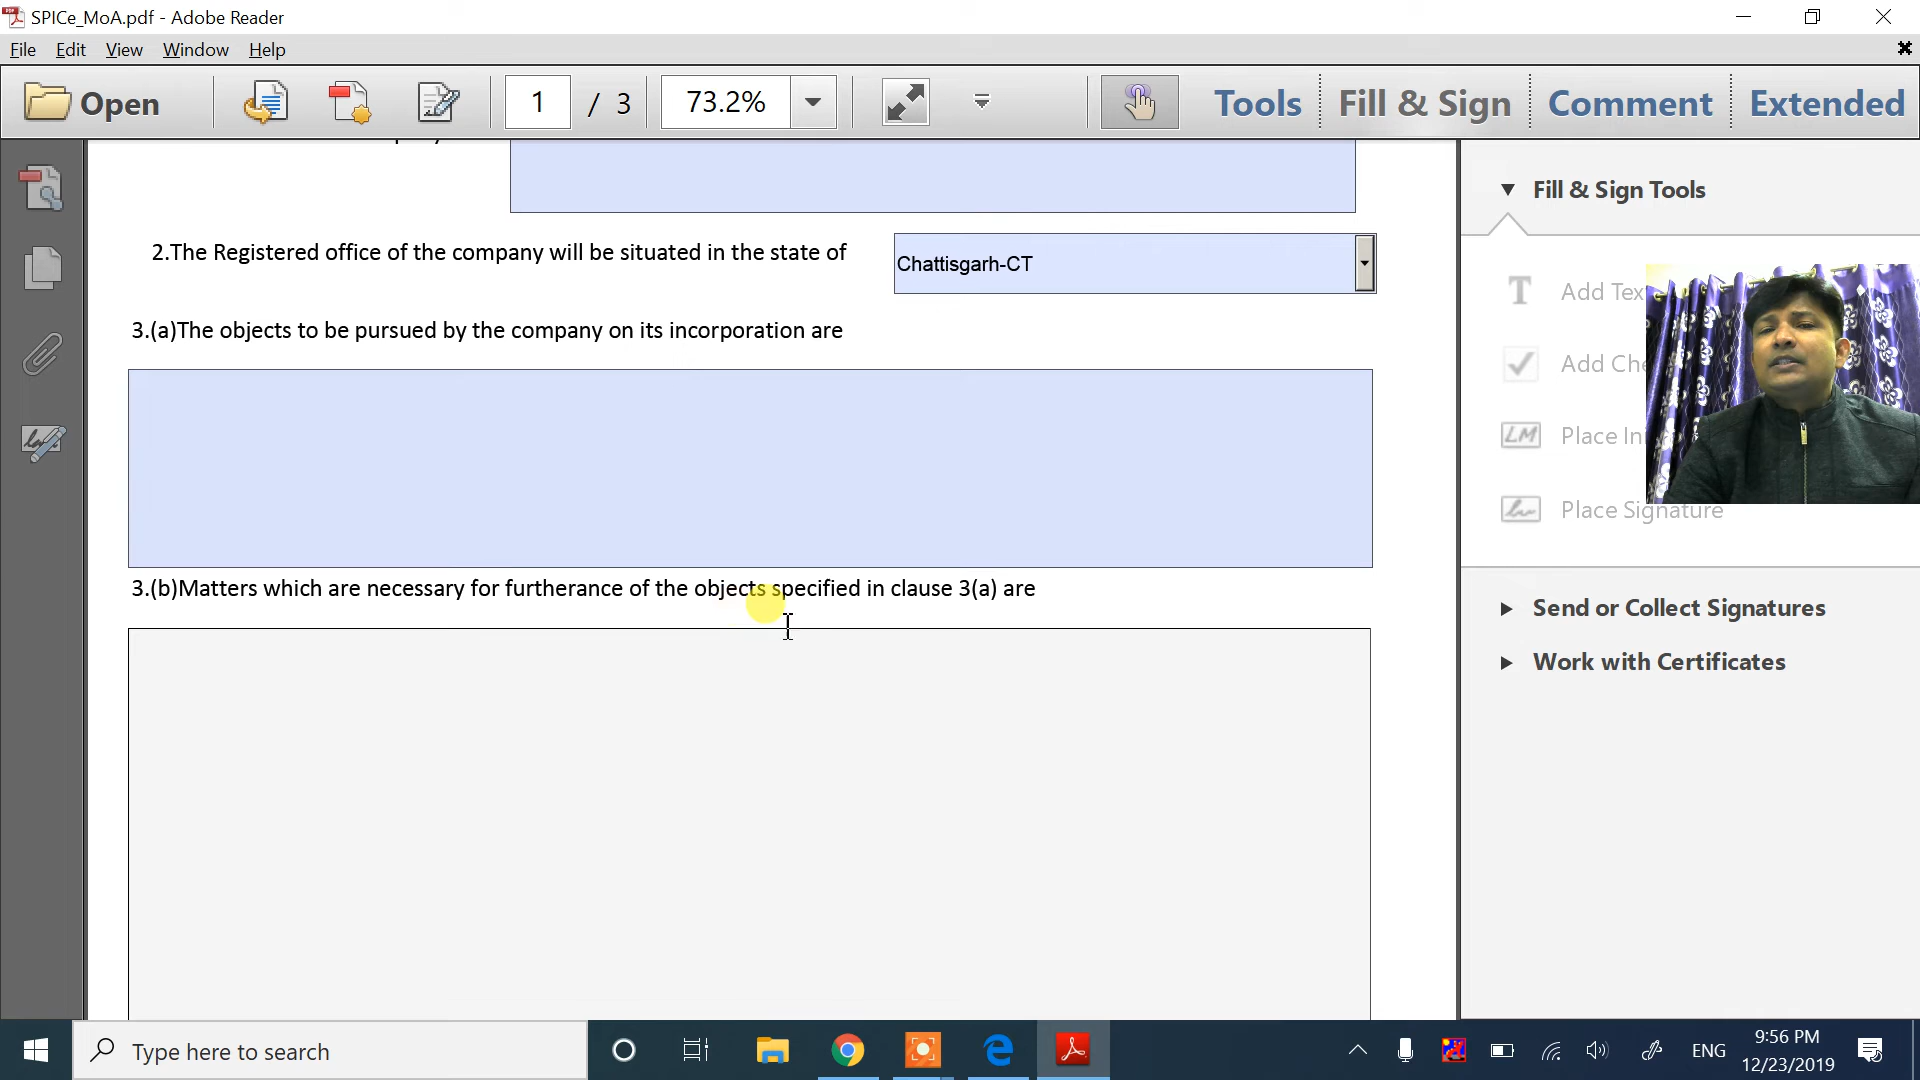 SPICe_MoA.pdf - Adobe Reader
File Edit View Window Help
Open 1 / 3 73.2% Tools Fill & Sign Comment Extended
2.The Registered office of the company will be situated in the state of Chattisgarh-CT
3.(a)The objects to be pursued by the company on its incorporation are
3.(b)Matters which are necessary for furtherance of the objects specified in clause 3(a) are
Fill & Sign Tools
T Add
Add
LM Place
Place Signature
Send or Collect Signatures
Work with Certificates
Type here to search
ENG
9:56 PM
12/23/2019